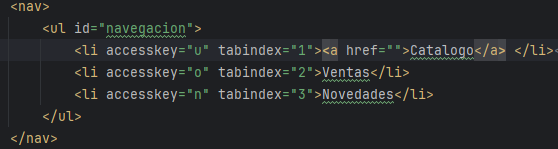 <nav>
<ul id="navegacion">
<li accesskey="u" tabindex="1"><a href="">Catalogo</a> </li>
<li accesskey="o" tabindex="2">Ventas</li>
<li accesskey="n" tabindex="3">Novedades</li>
</ul>
</nav>